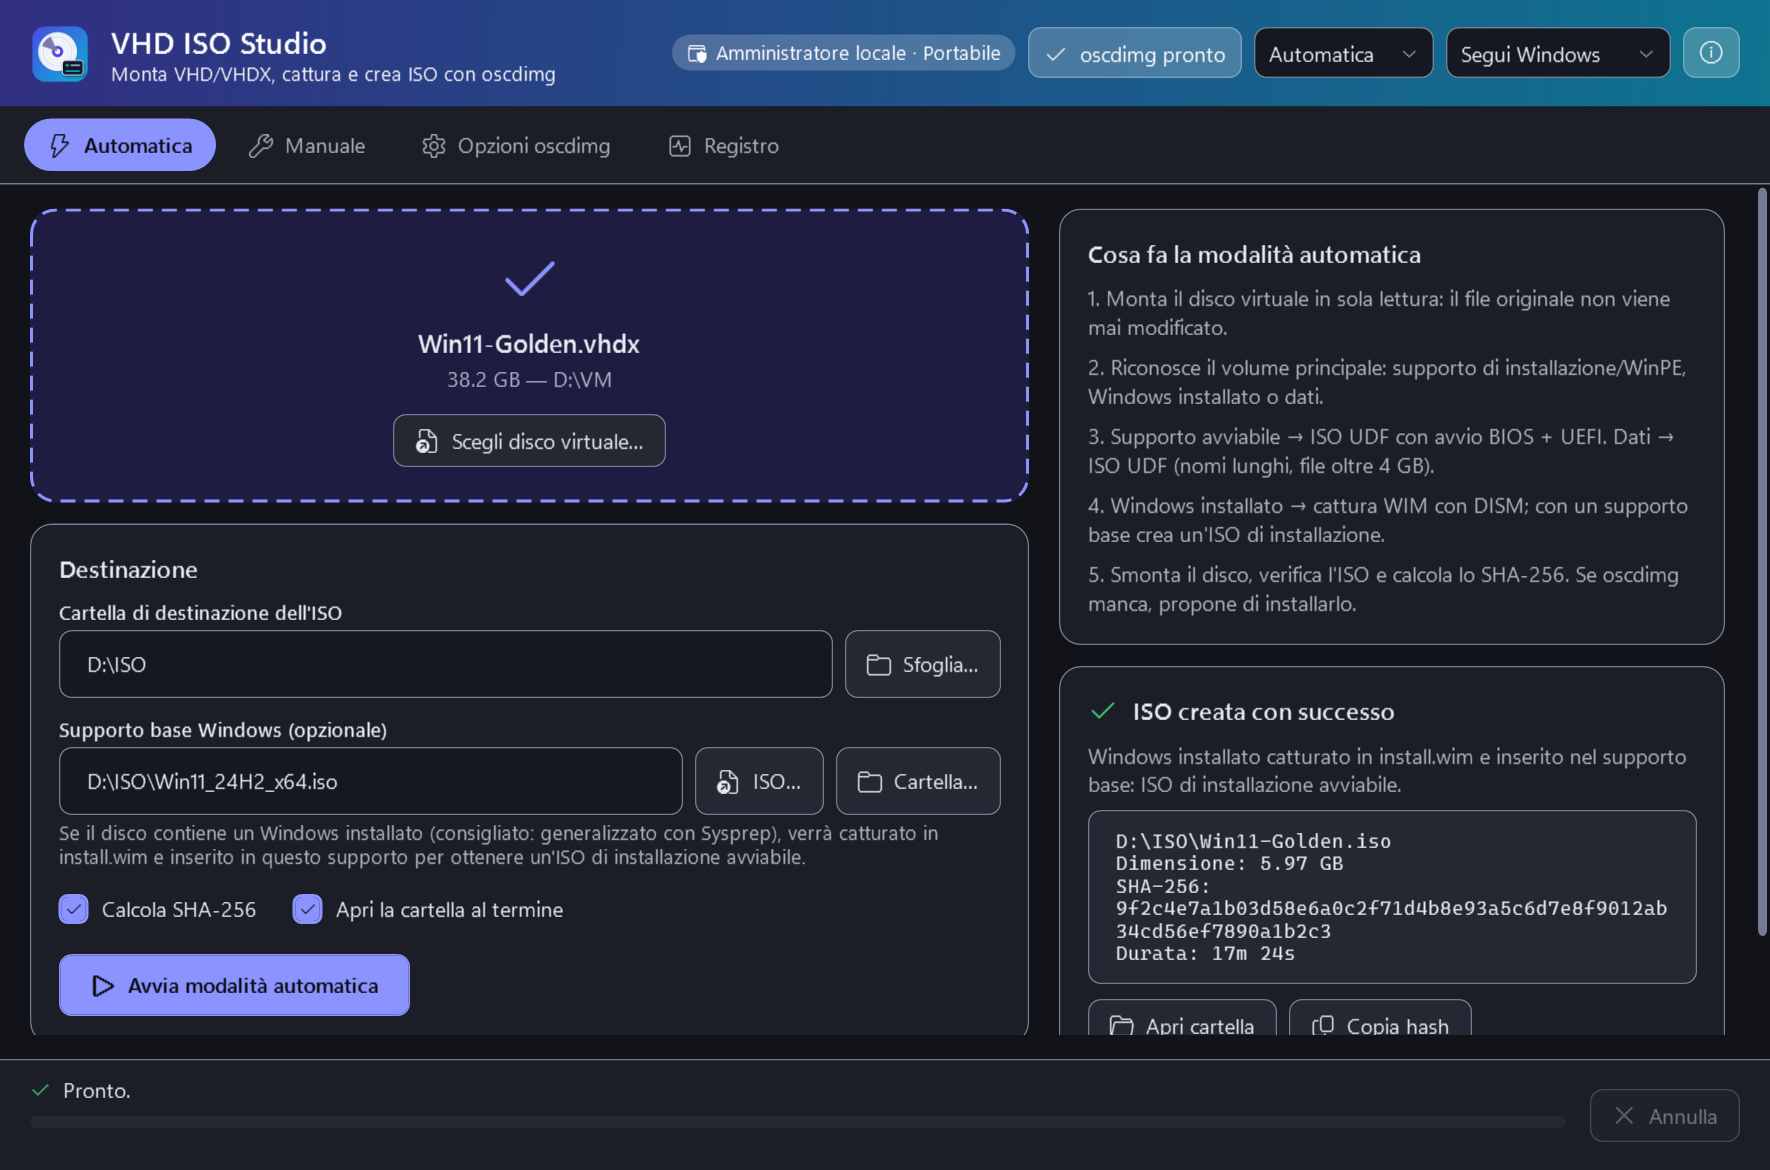 VHD ISO Studio
Monta VHD/VHDX, cattura e crea ISO con oscdimg
Amministratore locale · Portabile
oscdimg pronto
Automatica
Segui Windows
Automatica
Manuale
Opzioni oscdimg
Registro
Win11-Golden.vhdx
38.2 GB — D:\VM
Scegli disco virtuale...
Destinazione
Cartella di destinazione dell'ISO
D:\ISO
Sfoglia...
Supporto base Windows (opzionale)
D:\ISO\Win11_24H2_x64.iso
ISO...
Cartella...
Se il disco contiene un Windows installato (consigliato: generalizzato con Sysprep), verrà catturato in
install.wim e inserito in questo supporto per ottenere un'ISO di installazione avviabile.
Calcola SHA-256
Apri la cartella al termine
Avvia modalità automatica
Cosa fa la modalità automatica
1. Monta il disco virtuale in sola lettura: il file originale non viene
mai modificato.
2. Riconosce il volume principale: supporto di installazione/WinPE,
Windows installato o dati.
3. Supporto avviabile → ISO UDF con avvio BIOS + UEFI. Dati →
ISO UDF (nomi lunghi, file oltre 4 GB).
4. Windows installato → cattura WIM con DISM; con un supporto
base crea un'ISO di installazione.
5. Smonta il disco, verifica l'ISO e calcola lo SHA-256. Se oscdimg
manca, propone di installarlo.
ISO creata con successo
Windows installato catturato in install.wim e inserito nel supporto
base: ISO di installazione avviabile.
D:\ISO\Win11-Golden.iso
Dimensione: 5.97 GB
SHA-256:
9f2c4e7a1b03d58e6a0c2f71d4b8e93a5c6d7e8f9012ab
34cd56ef7890a1b2c3
Durata: 17m 24s
Apri cartella
Copia hash
Pronto.
Annulla